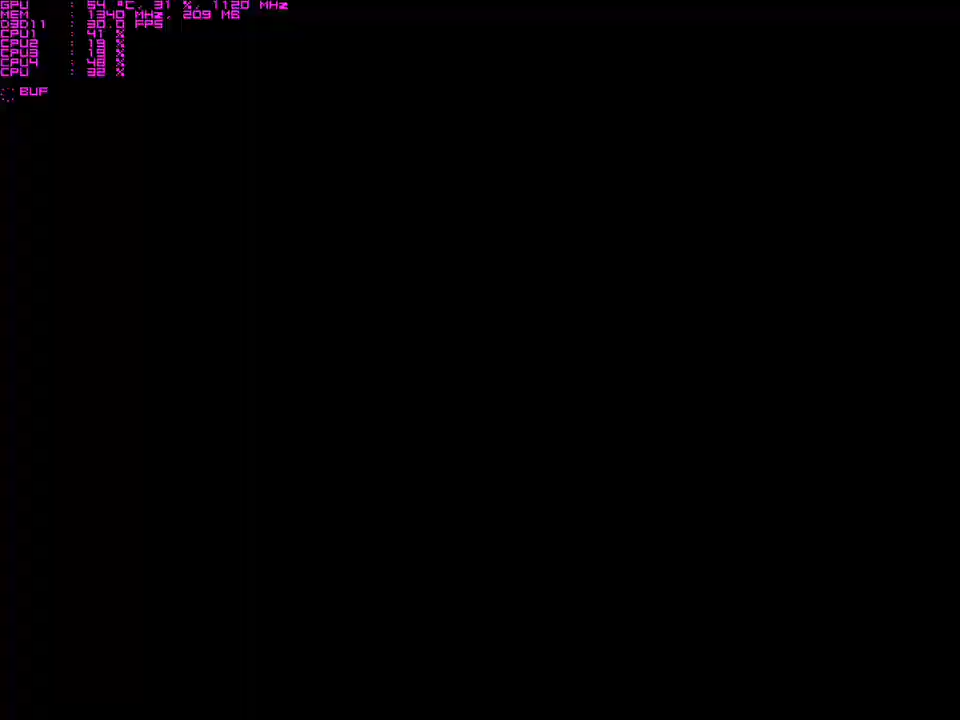 GPU : 54 °C, 31 %, 1120 MHz
MEM : 1340 MHz, 209 MB
D3D11 : 30.0 FPS
CPU1 : 41 %
CPU2 : 19 %
CPU3 : 19 %
CPU4 : 48 %
CPU : 32 %
BUF